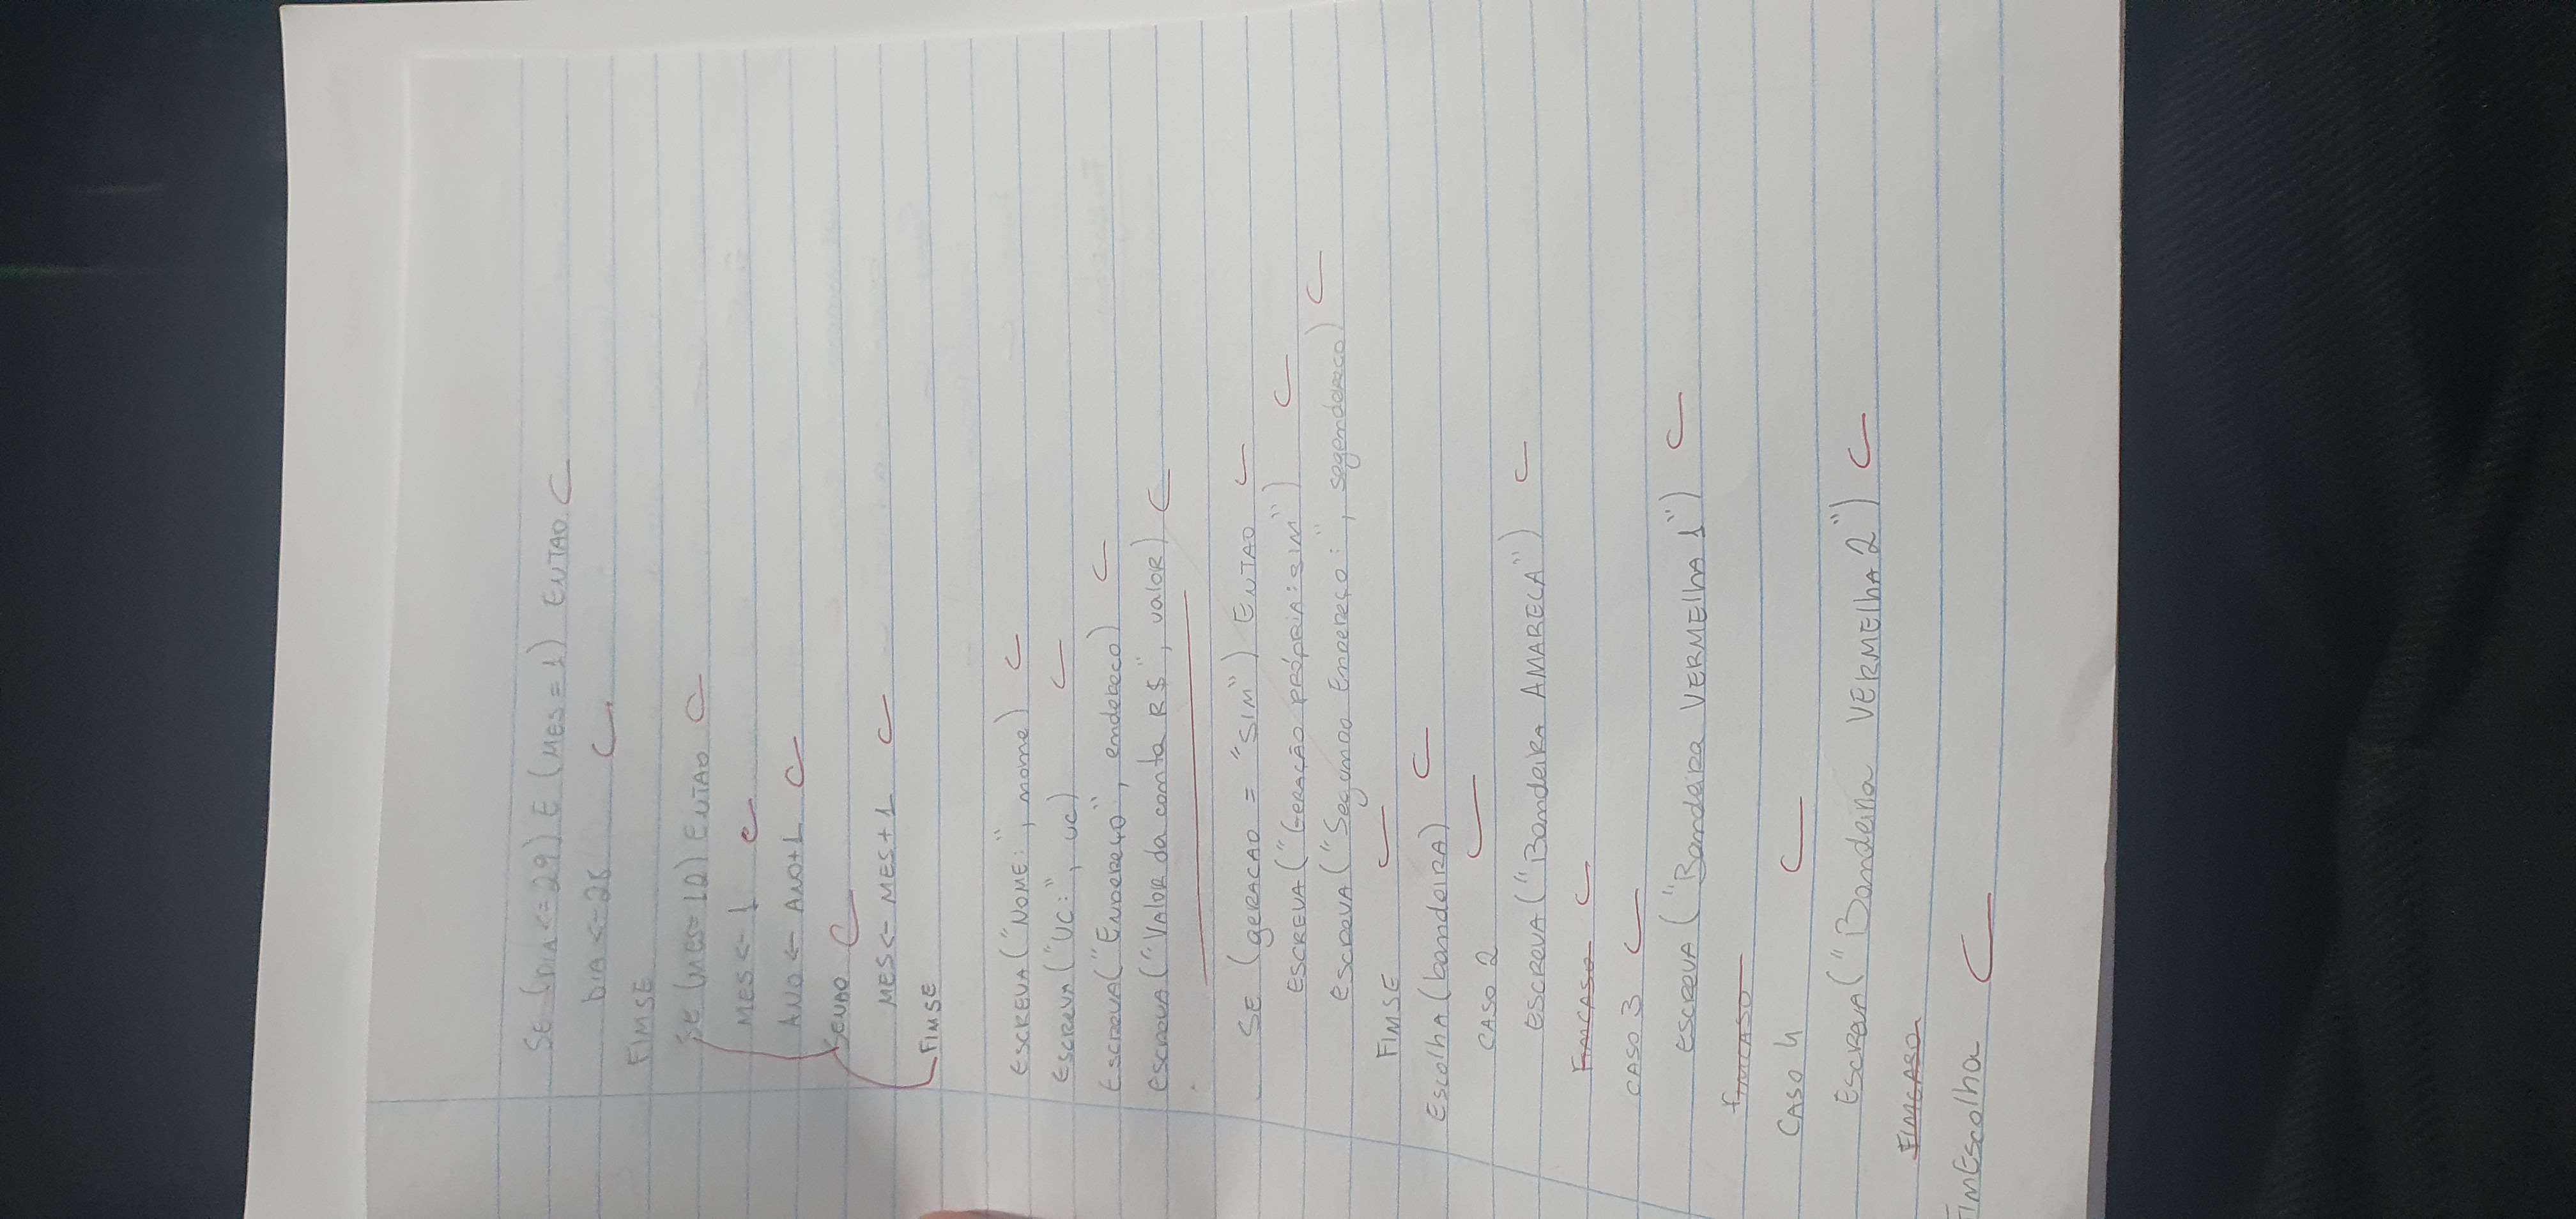 SE (DIA <= 29) E (MES = 1) ENTAO C
DIA <- 28 C
FIMSE
SE (MES = 12) ENTAO C
MES <- 1 C
ANO <- ANO+1 C
SENAO C
MES <- MES+1 C
FIMSE
ESCREVA ("NOME:", nome) C
ESCREVA ("UC:", UC) C
ESCREVA ("ENDEREÇO", endereco) C
ESCREVA ("VALOR da conta R$", VALOR) C
SE (geRACAO = "SIM") ENTAO C
ESCREVA ("GERAÇÃO PRÓPRIA: SIM") C
ESCREVA ("Segundo Endereço:", segendereco) C
FIMSE C
EscolhA (bandeiRA) C
CASO 2 C
ESCREVA ("BandeiRA AMARELA") C
FIMCASO C
CASO 3 C
ESCREVA ("Bandeira VERMElhA 1") C
FIMCASO
CASO 4 C
ESCREVA ("Bandeira VERMElhA 2") C
FIMCASO
FIMEscolha C